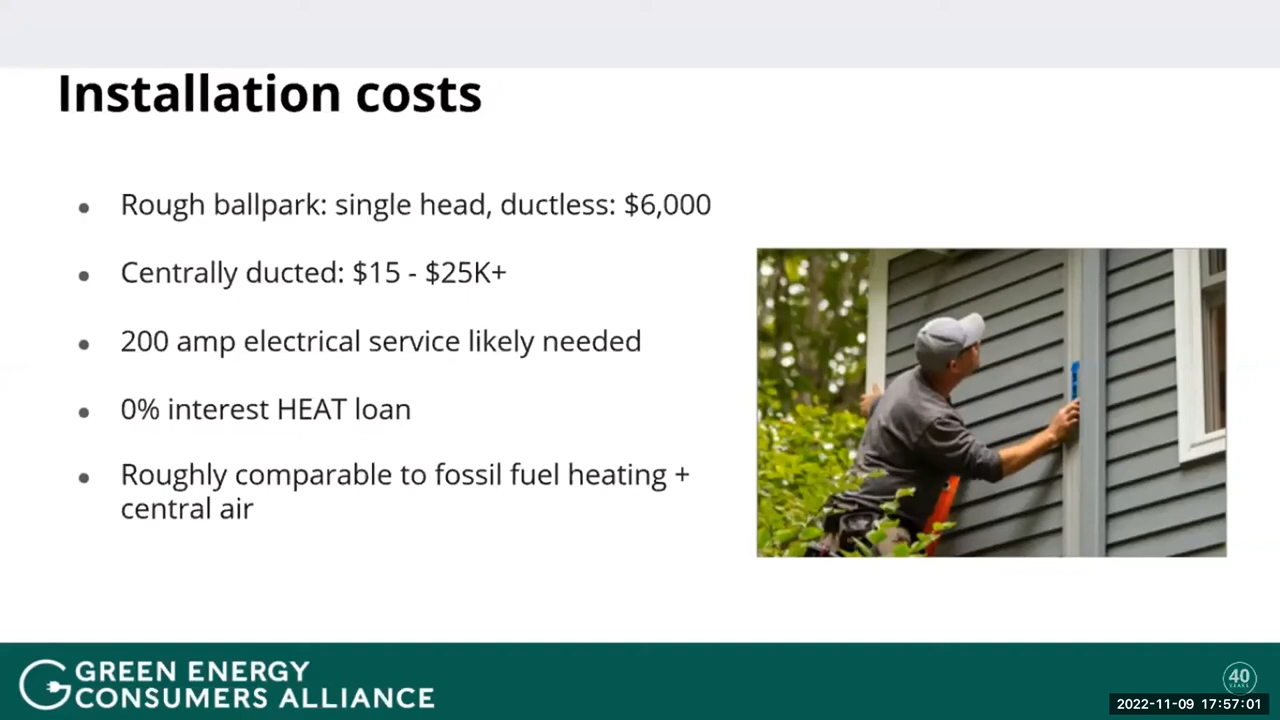 Installation costs
● Rough ballpark: single head, ductless: $6,000
● Centrally ducted: $15 - $25K+
● 200 amp electrical service likely needed
● 0% interest HEAT loan
● Roughly comparable to fossil fuel heating +
central air
GREEN ENERGY
CONSUMERS ALLIANCE
40
YEARS
2022-11-09 17:57:01